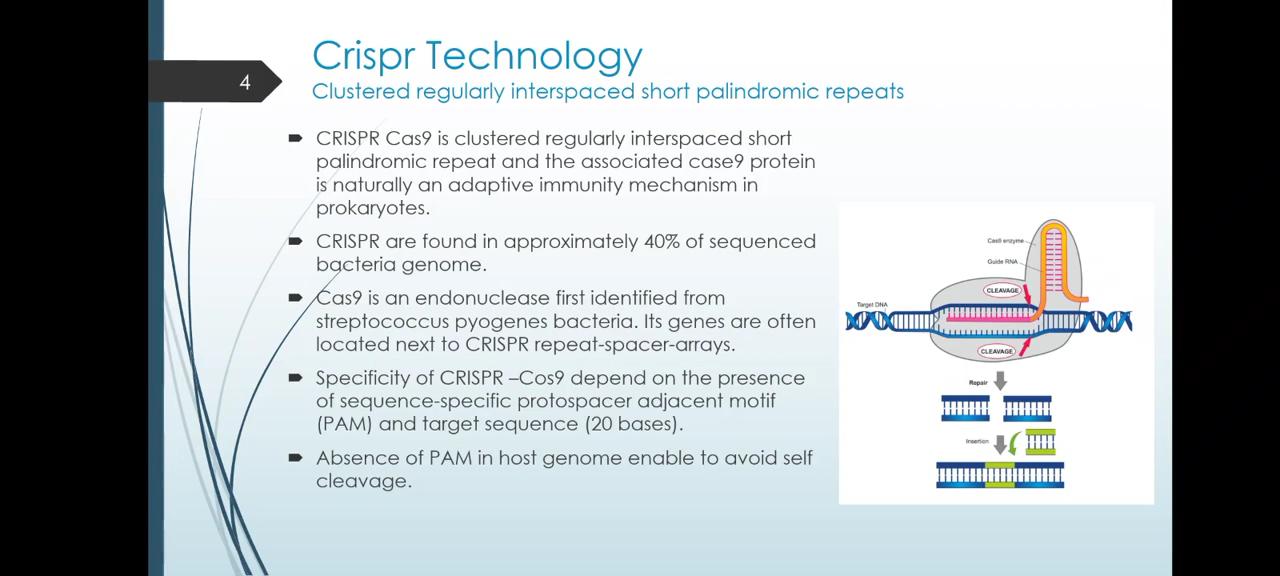 4
Crispr Technology
Clustered regularly interspaced short palindromic repeats
CRISPR Cas9 is clustered regularly interspaced short
palindromic repeat and the associated case9 protein
is naturally an adaptive immunity mechanism in
prokaryotes.
CRISPR are found in approximately 40% of sequenced
bacteria genome.
Cas9 is an endonuclease first identified from
streptococcus pyogenes bacteria. Its genes are often
located next to CRISPR repeat-spacer-arrays.
Specificity of CRISPR –Cos9 depend on the presence
of sequence-specific protospacer adjacent motif
(PAM) and target sequence (20 bases).
Absence of PAM in host genome enable to avoid self
cleavage.
Cas9 enzyme
Guide RNA
CLEAVAGE
Target DNA
CLEAVAGE
Repair
Insertion